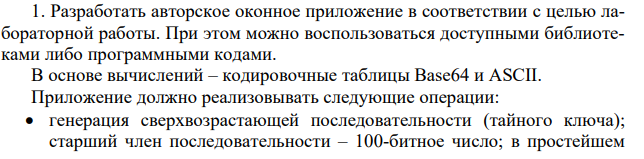 1. Разработать авторское оконное приложение в соответствии с целью ла-
бораторной работы. При этом можно воспользоваться доступными библиоте-
ками либо программными кодами.
В основе вычислений – кодировочные таблицы Base64 и ASCII.
Приложение должно реализовывать следующие операции:
• генерация сверхвозрастающей последовательности (тайного ключа);
старший член последовательности – 100-битное число; в простейшем